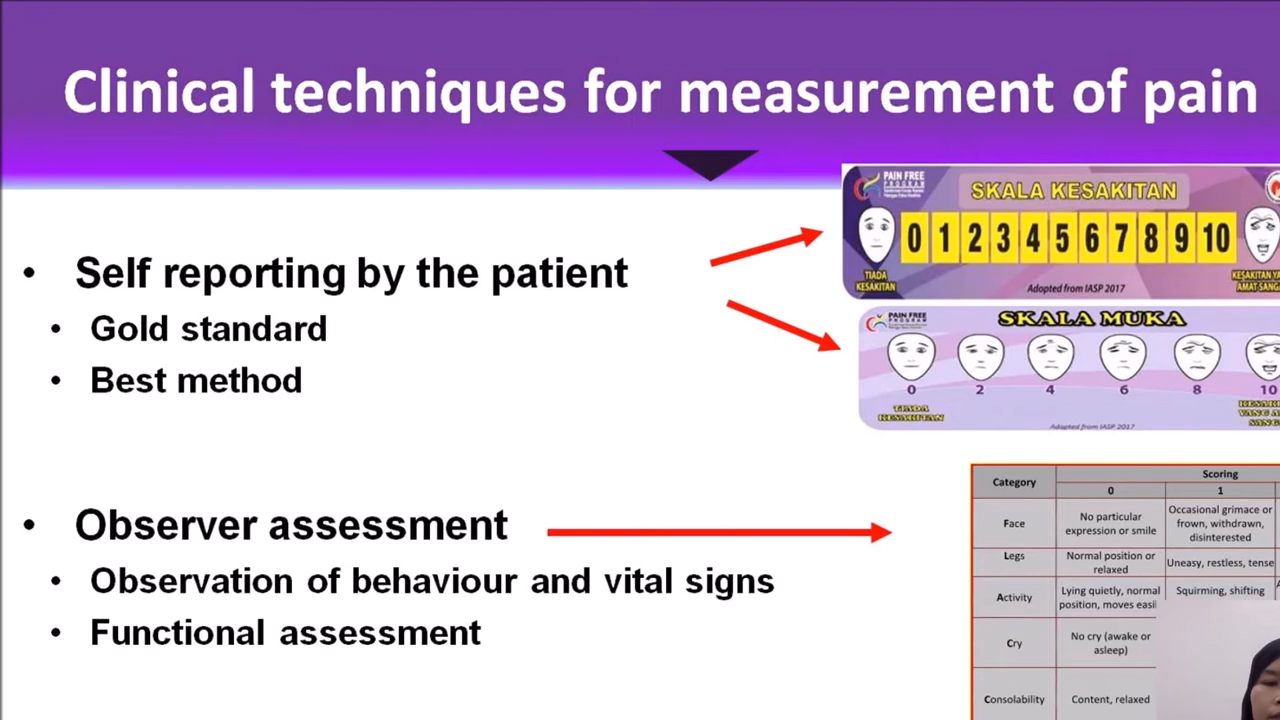 Clinical techniques for measurement of pain
• Self reporting by the patient
• Gold standard
• Best method
PAIN FREE
PROGRAM
SKALA KESAKITAN
0 1 2 3 4 5 6 7 8 9 10
TIADA
KESAKITAN
KESAKITAN
AMAT SANG
Adopted from IASP 2017
PAIN FREE
PROGRAM
SKALA MUKA
0 2 4 6 8 10
TIADA
KESAKITAN
YANG A
SANG
Adapted from IASP 2017
• Observer assessment
• Observation of behaviour and vital signs
• Functional assessment
Category
Scoring
0
1
Face
No particular
expression or smile
Occasional grimace or
frown, withdrawn,
disinterested
Legs
Normal position or
relaxed
Uneasy, restless, tense
Activity
Lying quietly, normal
position, moves easil
Squirming, shifting
Cry
No cry (awake or
asleep)
Consolability
Content, relaxed